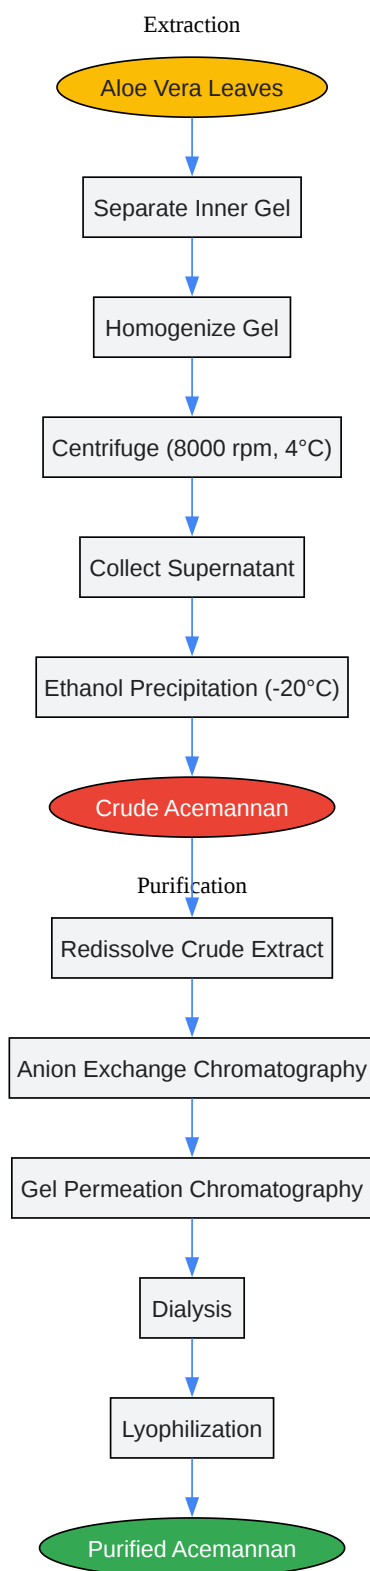 Extraction
Aloe Vera Leaves
Separate Inner Gel
Homogenize Gel
Centrifuge (8000 rpm, 4°C)
Collect Supernatant
Ethanol Precipitation (-20°C)
Crude Acemannan
Purification
Redissolve Crude Extract
Anion Exchange Chromatography
Gel Permeation Chromatography
Dialysis
Lyophilization
Purified Acemannan